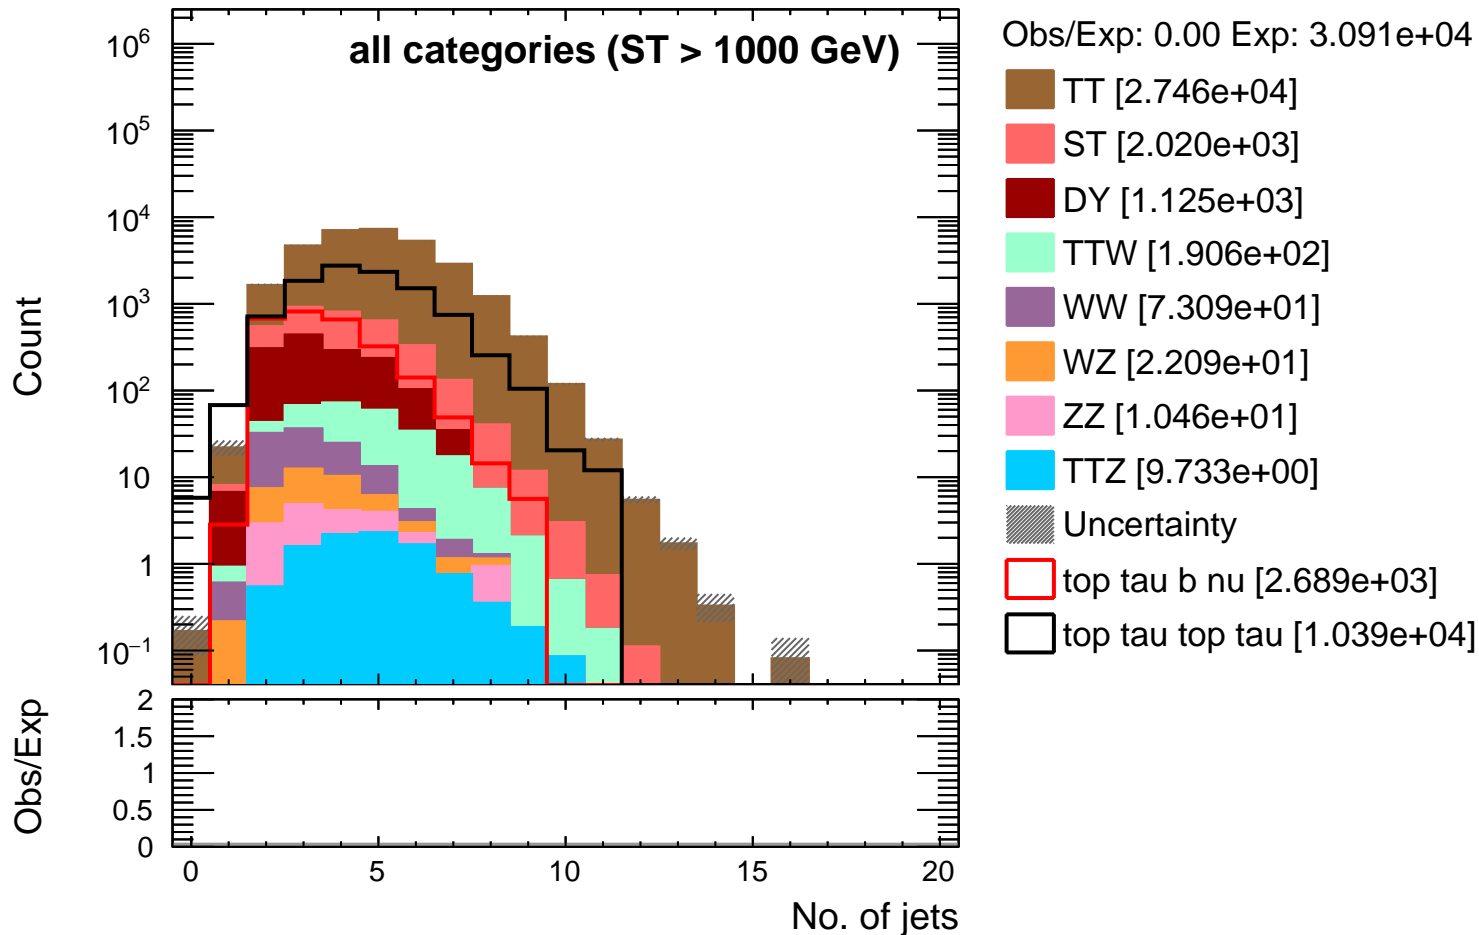 all categories (ST > 1000 GeV)
Count
10^6
10^5
10^4
10^3
10^2
10
1
10^−1
Obs/Exp: 0.00 Exp: 3.091e+04
TT [2.746e+04]
ST [2.020e+03]
DY [1.125e+03]
TTW [1.906e+02]
WW [7.309e+01]
WZ [2.209e+01]
ZZ [1.046e+01]
TTZ [9.733e+00]
Uncertainty
top tau b nu [2.689e+03]
top tau top tau [1.039e+04]
Obs/Exp
2
1.5
1
0.5
0
0 5 10 15 20
No. of jets